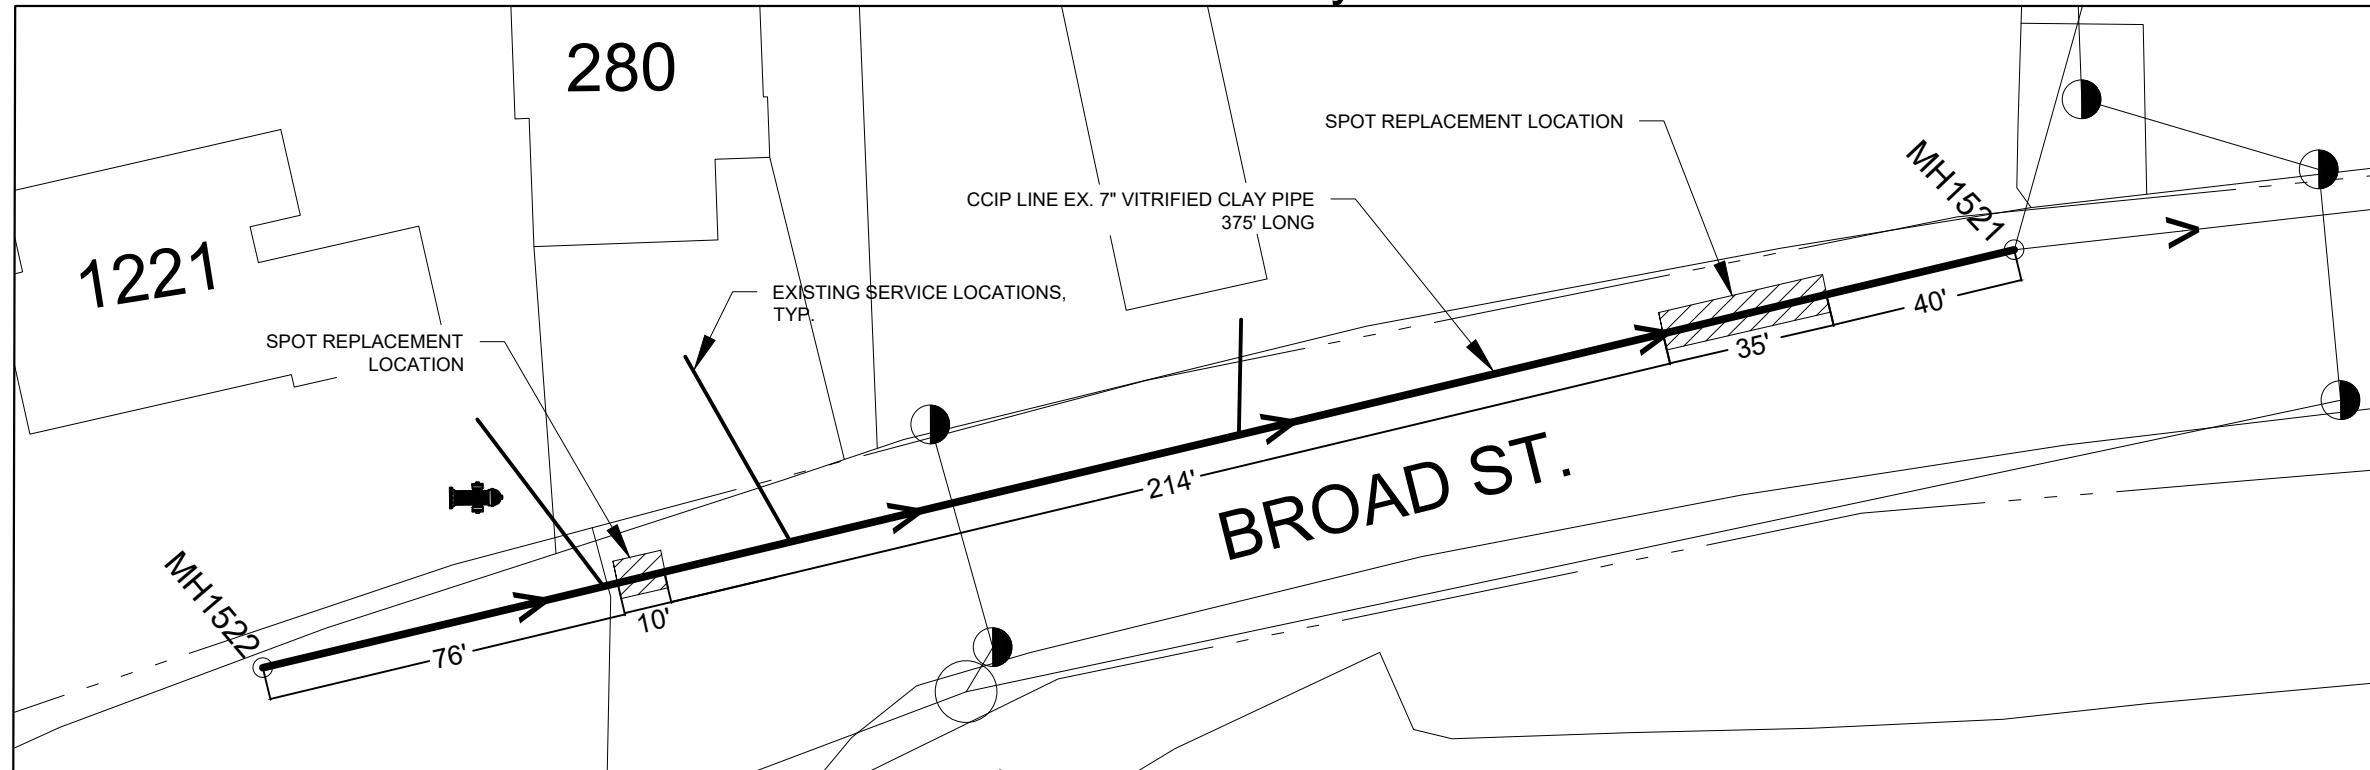 280
1221
SPOT REPLACEMENT LOCATION
CCIP LINE EX. 7" VITRIFIED CLAY PIPE
375' LONG
MH1521
EXISTING SERVICE LOCATIONS,
TYP.
SPOT REPLACEMENT
LOCATION
40'
35'
214'
BROAD ST.
MH1522
10'
76'